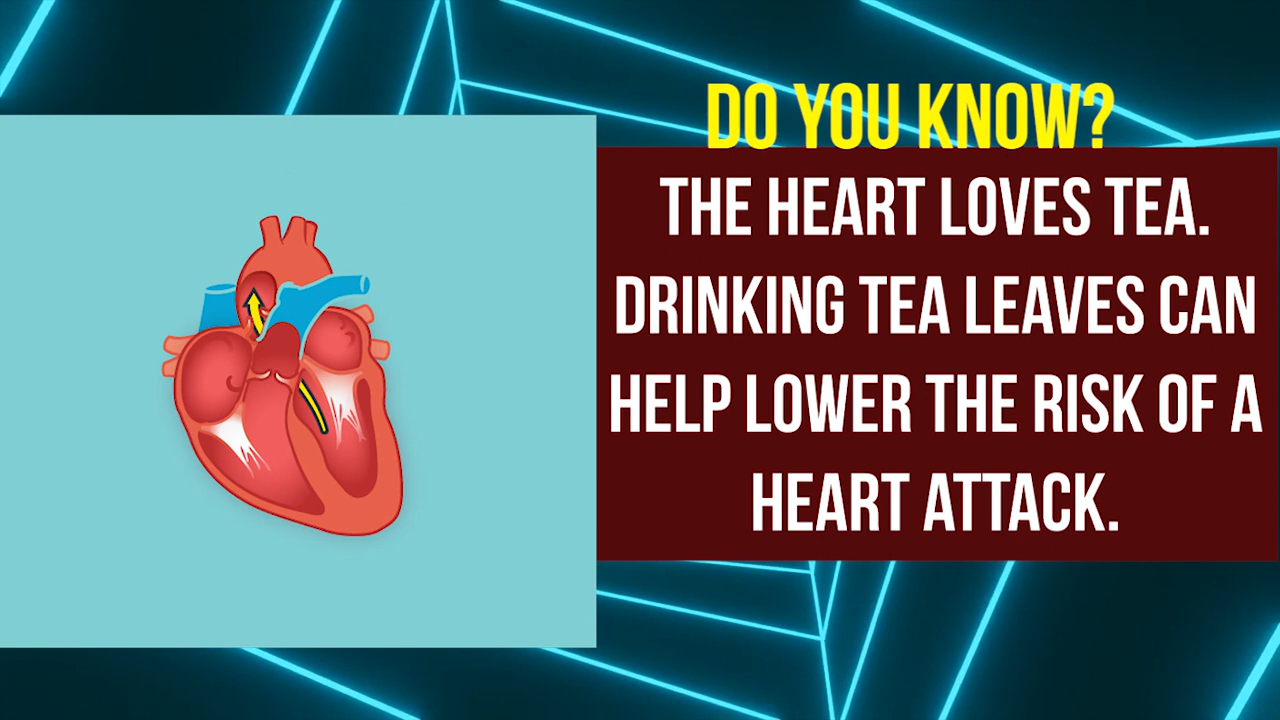 DO YOU KNOW?
THE HEART LOVES TEA.
DRINKING TEA LEAVES CAN
HELP LOWER THE RISK OF A
HEART ATTACK.